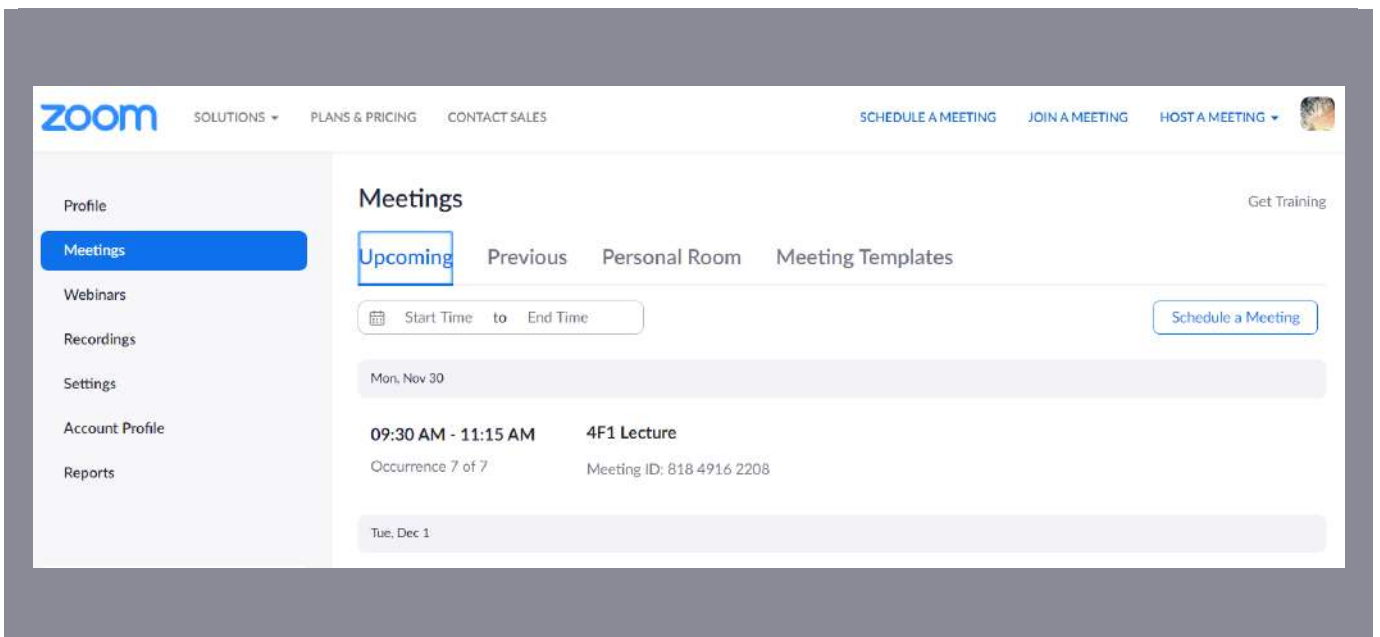 zoom SOLUTIONS PLANS & PRICING CONTACT SALES SCHEDULE A MEETING JOIN A MEETING HOST A MEETING
Profile
Meetings
Webinars
Recordings
Settings
Account Profile
Reports
Meetings Get Training
Upcoming Previous Personal Room Meeting Templates
Start Time to End Time Schedule a Meeting
Mon, Nov 30
09:30 AM - 11:15 AM 4F1 Lecture
Occurrence 7 of 7 Meeting ID: 818 4916 2208
Tue, Dec 1